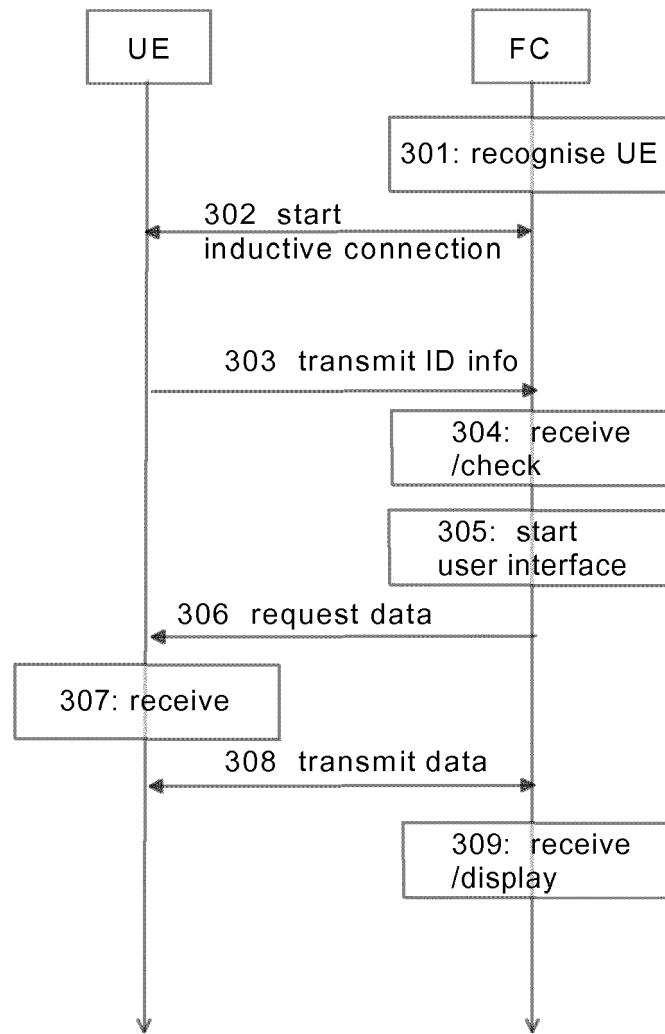 UE
FC
301: recognise UE
302 start
inductive connection
303 transmit ID info
304: receive
/check
305: start
user interface
306 request data
307: receive
308 transmit data
309: receive
/display